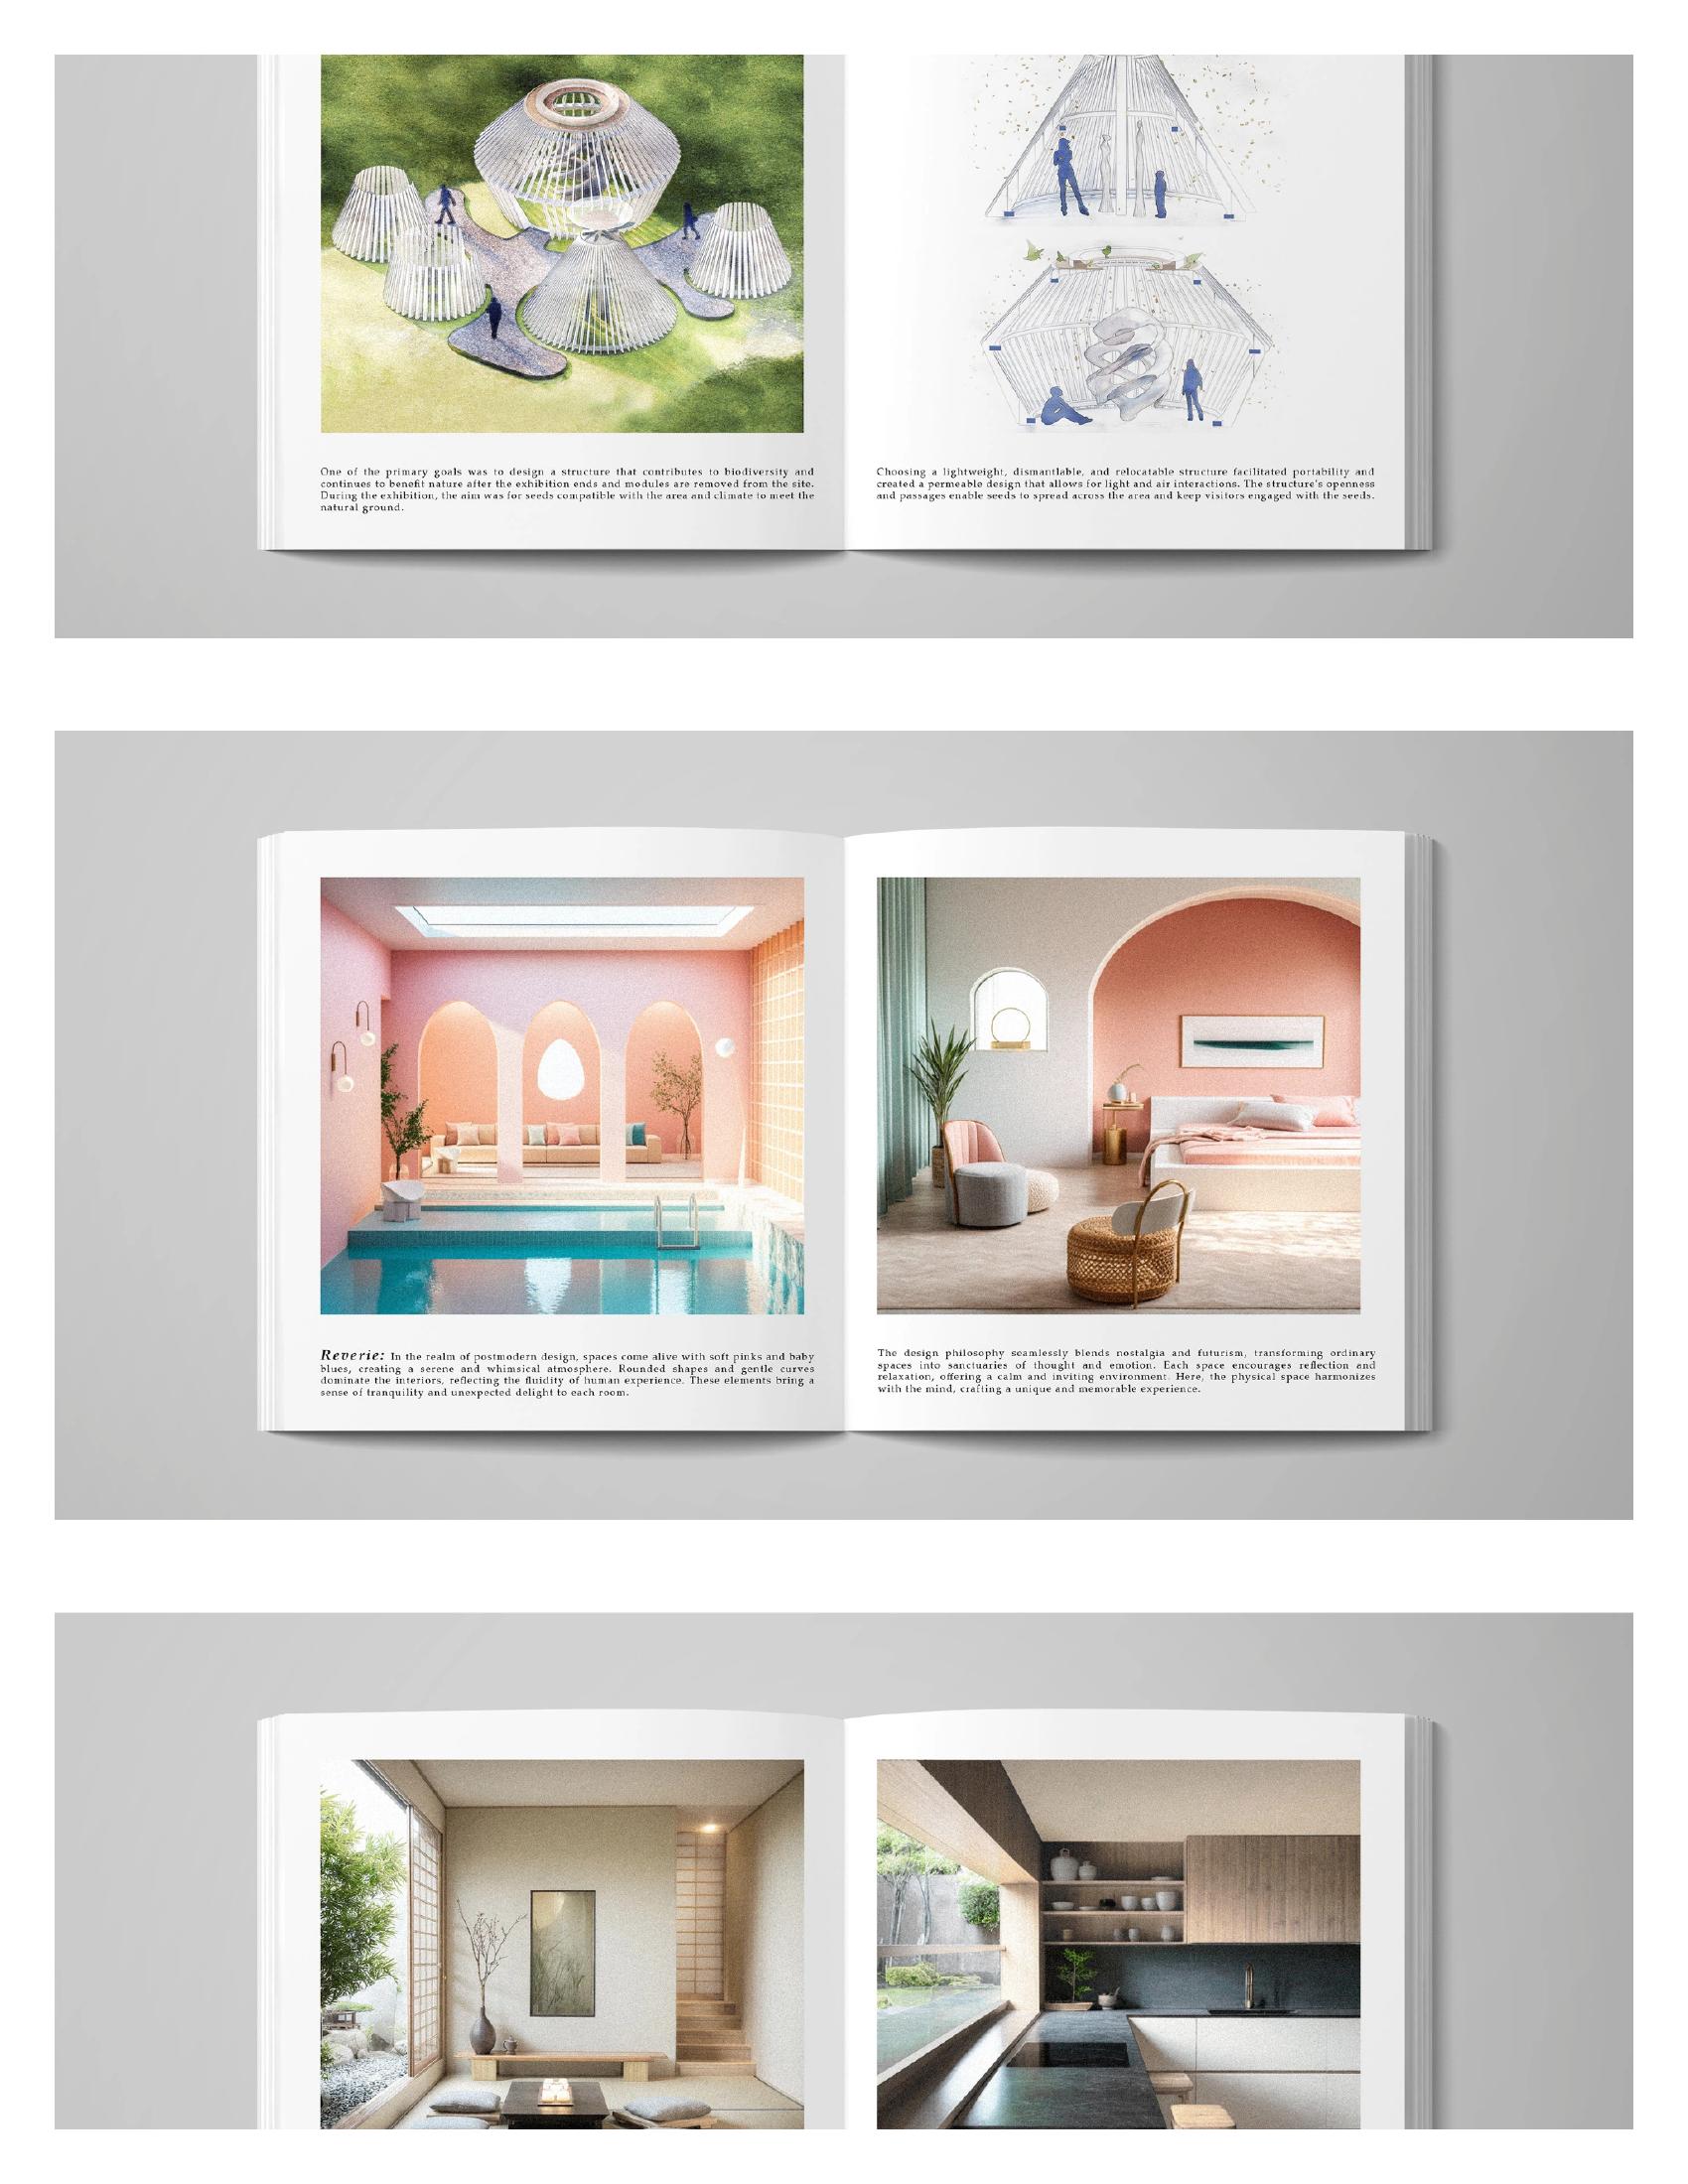 One of the primary goals was to design a structure that contributes to biodiversity and
continues to benefit nature after the exhibition ends and modules are removed from the site.
During the exhibition, the aim was for seeds compatible with the area and climate to meet the
natural ground.
Choosing a lightweight, dismantlable, and relocatable structure facilitated portability and
created a permeable design that allows for light and air interactions. The structure's openness
and passages enable seeds to spread across the area and keep visitors engaged with the seeds.
Reverie: In the realm of postmodern design, spaces come alive with soft pinks and baby
blues, creating a serene and whimsical atmosphere. Rounded shapes and gentle curves
dominate the interiors, reflecting the fluidity of human experience. These elements bring a
sense of tranquility and unexpected delight to each room.
The design philosophy seamlessly blends nostalgia and futurism, transforming ordinary
spaces into sanctuaries of thought and emotion. Each space encourages reflection and
relaxation, offering a calm and inviting environment. Here, the physical space harmonizes
with the mind, crafting a unique and memorable experience.